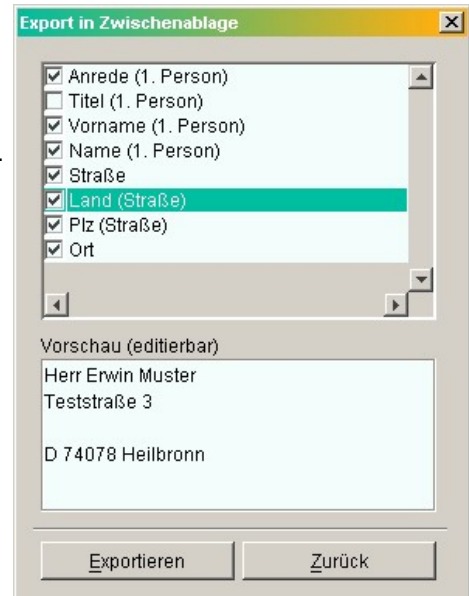 Export in Zwischenablage
Anrede (1. Person)
Titel (1. Person)
Vorname (1. Person)
Name (1. Person)
Straße
Land (Straße)
Plz (Straße)
Ort
Vorschau (editierbar)
Herr Erwin Muster
Teststraße 3
D 74078 Heilbronn
Exportieren
Zurück